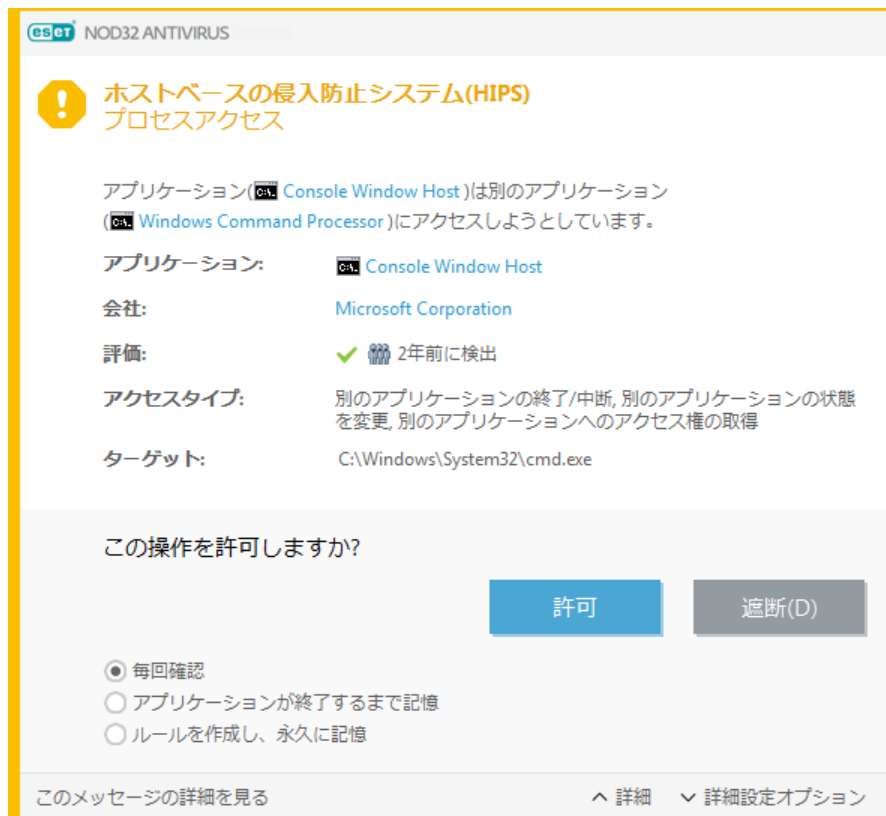 eset NOD32 ANTIVIRUS
ホストベースの侵入防止システム(HIPS)
プロセスアクセス
アプリケーション( Console Window Host )は別のアプリケーション
( Windows Command Processor )にアクセスしようとしています。
アプリケーション: Console Window Host
会社: Microsoft Corporation
評価: 2年前に検出
アクセスタイプ: 別のアプリケーションの終了/中断, 別のアプリケーションの状態
を変更, 別のアプリケーションへのアクセス権の取得
ターゲット: C:\Windows\System32\cmd.exe
この操作を許可しますか?
許可 遮断(D)
毎回確認
アプリケーションが終了するまで記憶
ルールを作成し、永久に記憶
このメッセージの詳細を見る 詳細 詳細設定オプション